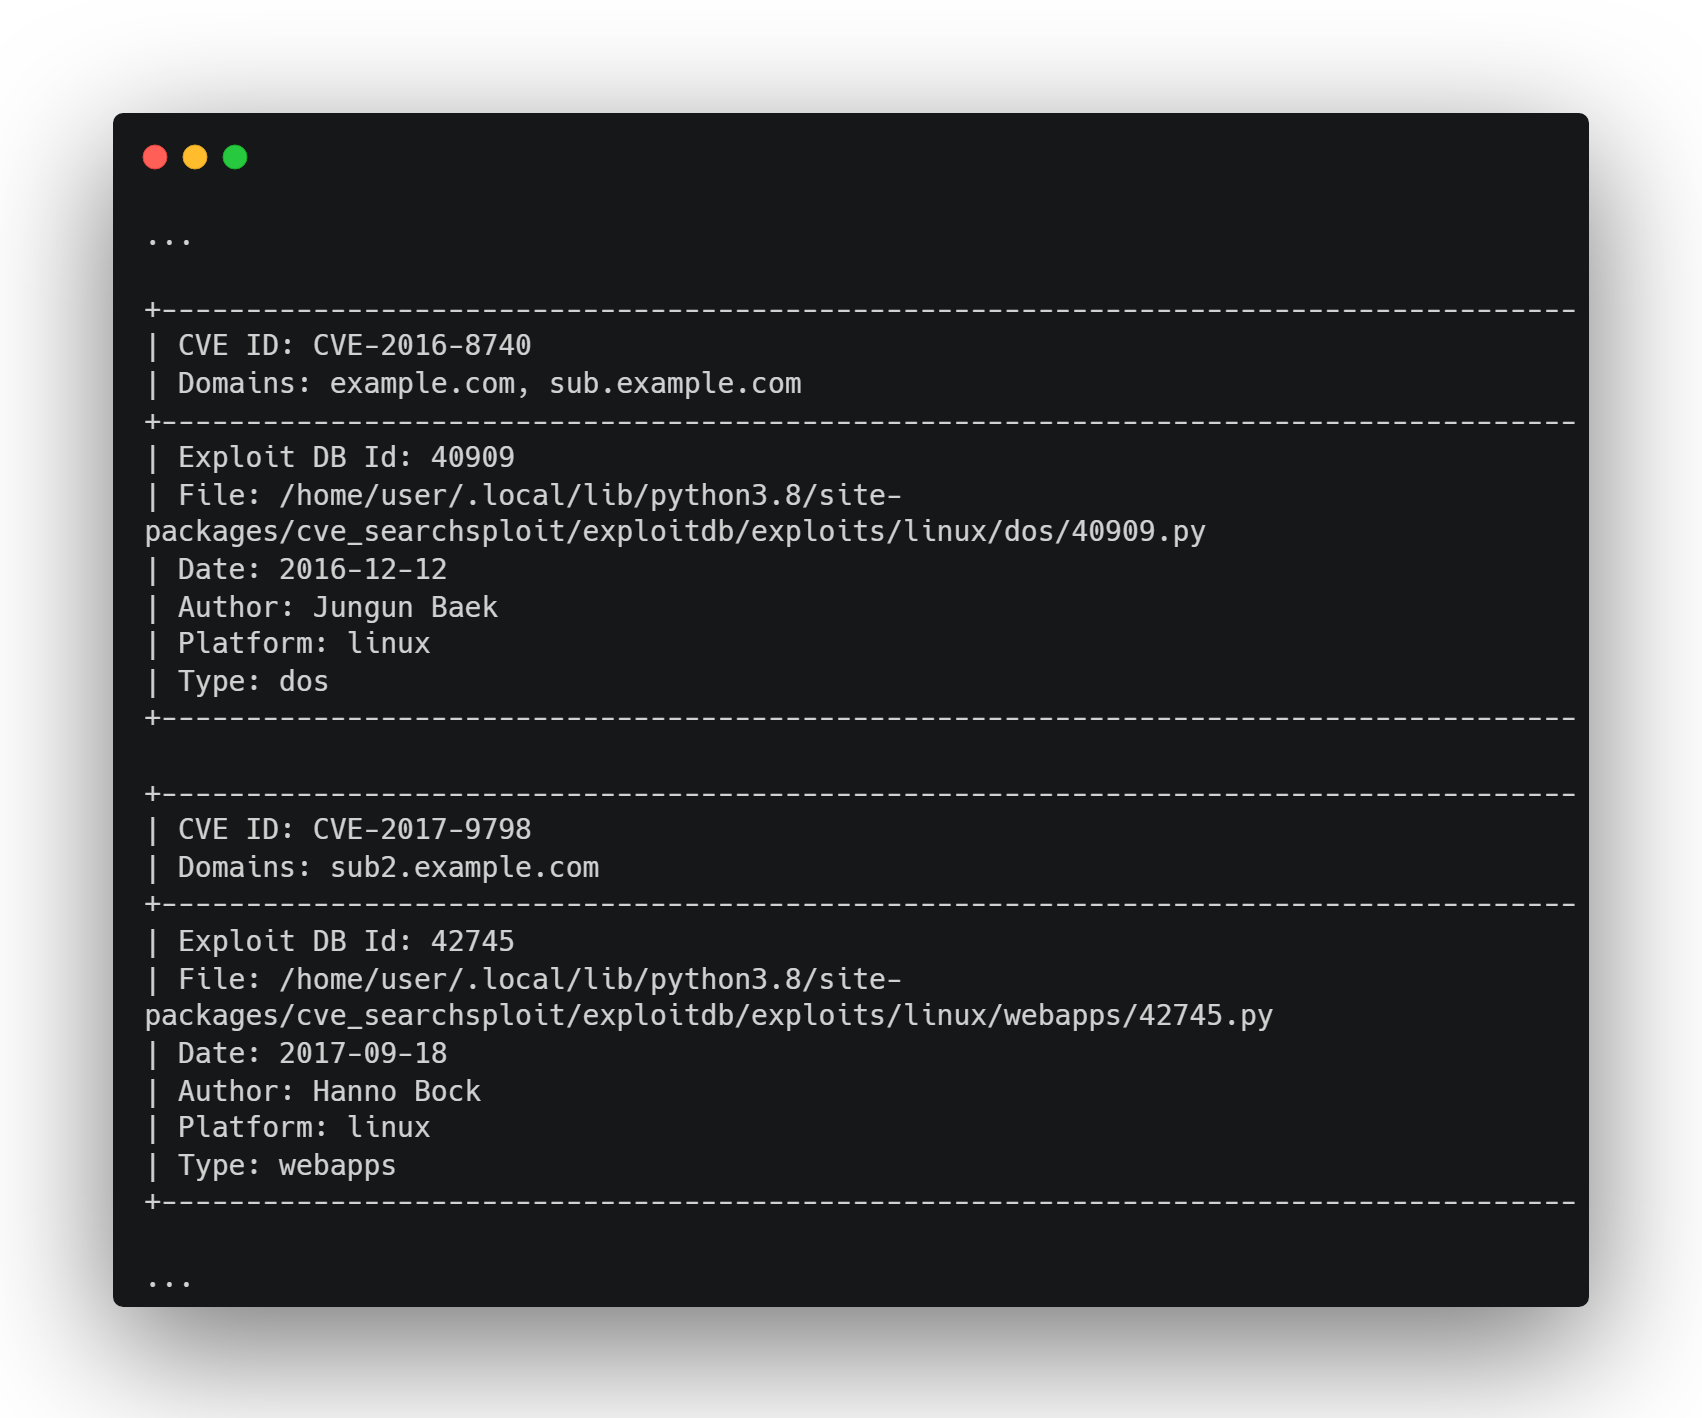 ...
+------------------------------------------------------------------------------------
| CVE ID: CVE-2016-8740
| Domains: example.com, sub.example.com
+------------------------------------------------------------------------------------
| Exploit DB Id: 40909
| File: /home/user/.local/lib/python3.8/site-
packages/cve_searchsploit/exploitdb/exploits/linux/dos/40909.py
| Date: 2016-12-12
| Author: Jungun Baek
| Platform: linux
| Type: dos
+------------------------------------------------------------------------------------
+------------------------------------------------------------------------------------
| CVE ID: CVE-2017-9798
| Domains: sub2.example.com
+------------------------------------------------------------------------------------
| Exploit DB Id: 42745
| File: /home/user/.local/lib/python3.8/site-
packages/cve_searchsploit/exploitdb/exploits/linux/webapps/42745.py
| Date: 2017-09-18
| Author: Hanno Bock
| Platform: linux
| Type: webapps
+------------------------------------------------------------------------------------
...